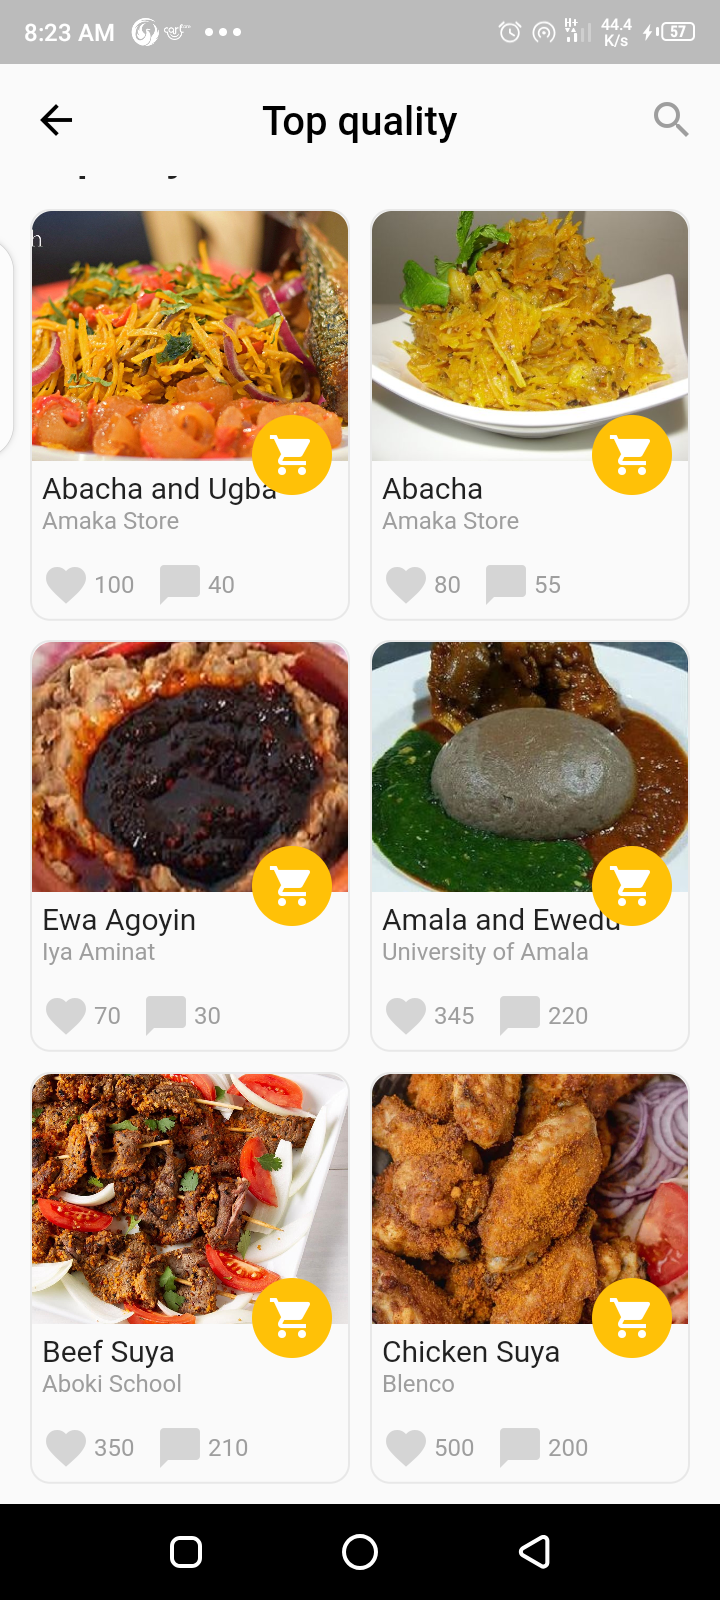 8:23 AM
H+
44.4
K/s
57
Top quality
h
Abacha and Ugba
Amaka Store
100 40
Abacha
Amaka Store
80 55
Ewa Agoyin
Iya Aminat
70 30
Amala and Ewedu
University of Amala
345 220
Beef Suya
Aboki School
350 210
Chicken Suya
Blenco
500 200